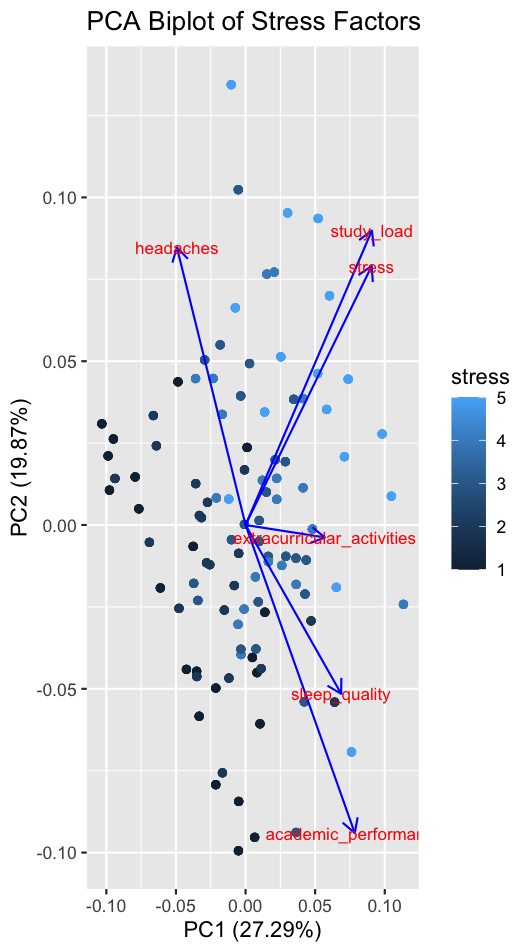 PCA Biplot of Stress Factors
0.10
0.05
0.00
-0.05
-0.10
PC2 (19.87%)
headaches
study_load
stress
extracurricular_activities
sleep_quality
academic_performan
-0.10 -0.05 0.00 0.05 0.10
PC1 (27.29%)
stress
5
4
3
2
1